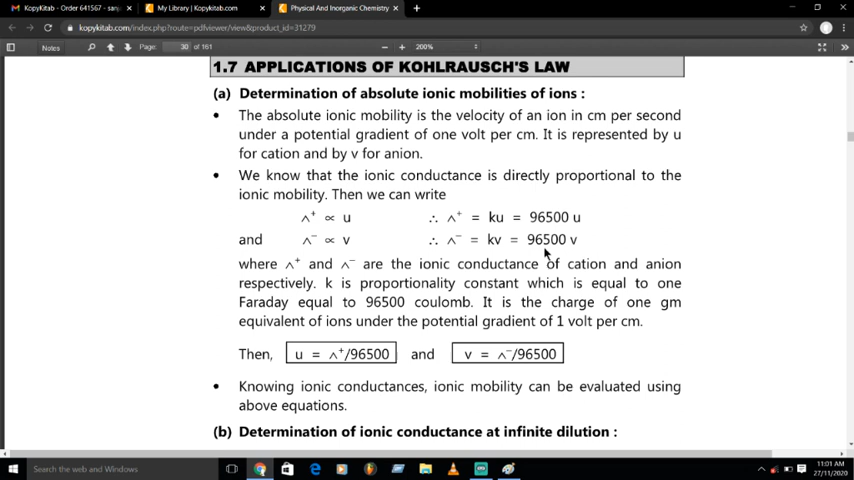 KopyKitab - Order 641567 - sanj
My Library | Kopykitab.com
Physical And Inorganic Chemistry
kopykitab.com/index.php?route=pdfviewer/view&product_id=31279
Notes
Page: 30 of 161
200%
1.7 APPLICATIONS OF KOHLRAUSCH'S LAW
(a) Determination of absolute ionic mobilities of ions :
• The absolute ionic mobility is the velocity of an ion in cm per second
under a potential gradient of one volt per cm. It is represented by u
for cation and by v for anion.
• We know that the ionic conductance is directly proportional to the
ionic mobility. Then we can write
∧⁺ ∝ u ∴ ∧⁺ = ku = 96500 u
and ∧⁻ ∝ v ∴ ∧⁻ = kv = 96500 v
where ∧⁺ and ∧⁻ are the ionic conductance of cation and anion
respectively. k is proportionality constant which is equal to one
Faraday equal to 96500 coulomb. It is the charge of one gm
equivalent of ions under the potential gradient of 1 volt per cm.
Then, u = ∧⁺/96500 and v = ∧⁻/96500
• Knowing ionic conductances, ionic mobility can be evaluated using
above equations.
(b) Determination of ionic conductance at infinite dilution :
Search the web and Windows
11:01 AM
27/11/2020